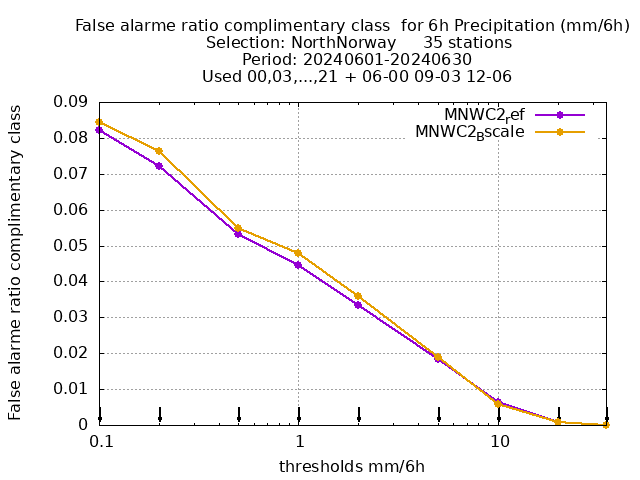 False alarme ratio complimentary class  for 6h Precipitation (mm/6h)
Selection: NorthNorway     35 stations
Period: 20240601-20240630
Used 00,03,...,21 + 06-00 09-03 12-06
False alarme ratio complimentary class
0.09
0.08
0.07
0.06
0.05
0.04
0.03
0.02
0.01
0
MNWC2ref
MNWC2Bscale
0.1
1
10
thresholds mm/6h